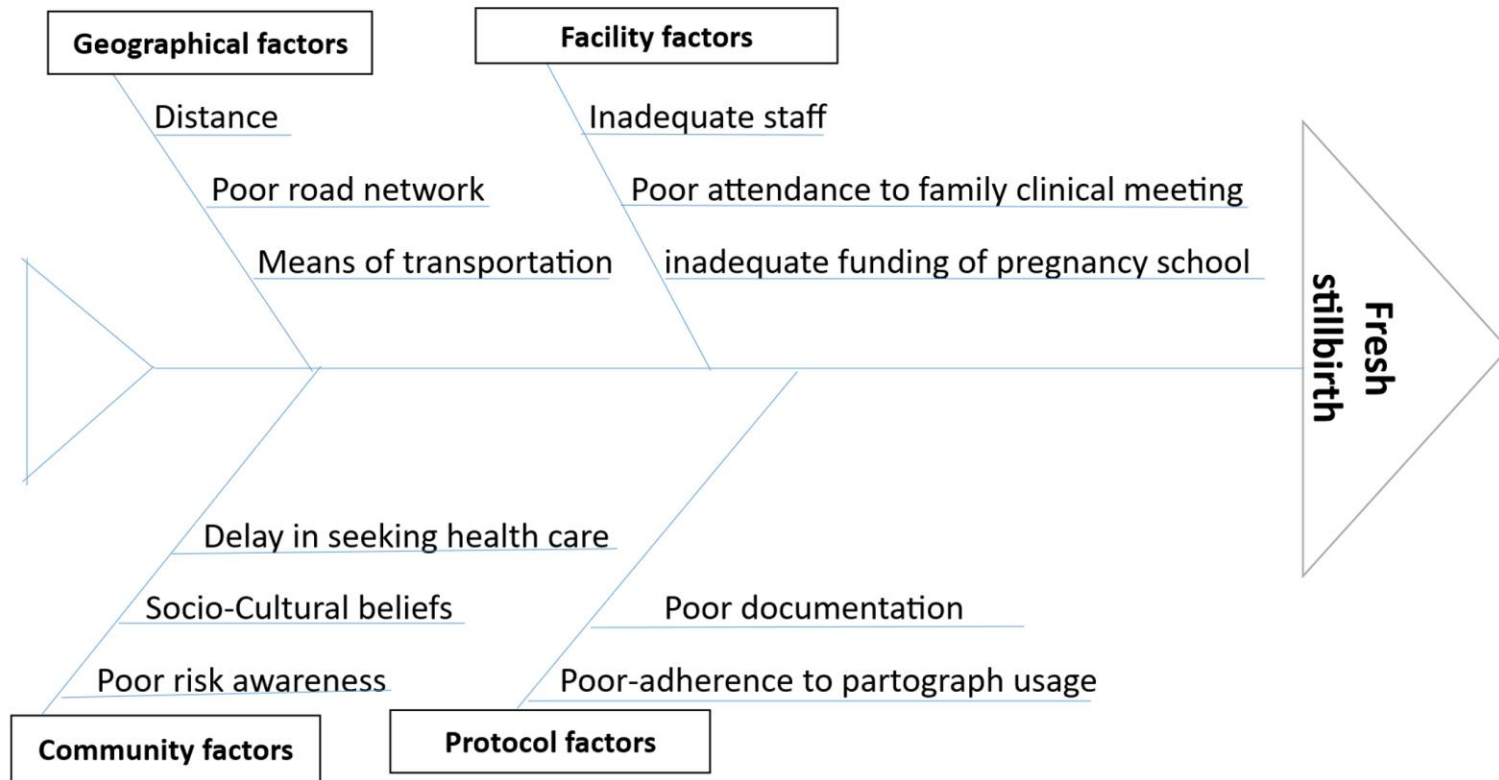 Geographical factors
Facility factors
Distance
Inadequate staff
Poor road network
Poor attendance to family clinical meeting
Means of transportation
inadequate funding of pregnancy school
Fresh
stillbirth
Delay in seeking health care
Socio-Cultural beliefs
Poor documentation
Poor risk awareness
Poor-adherence to partograph usage
Community factors
Protocol factors